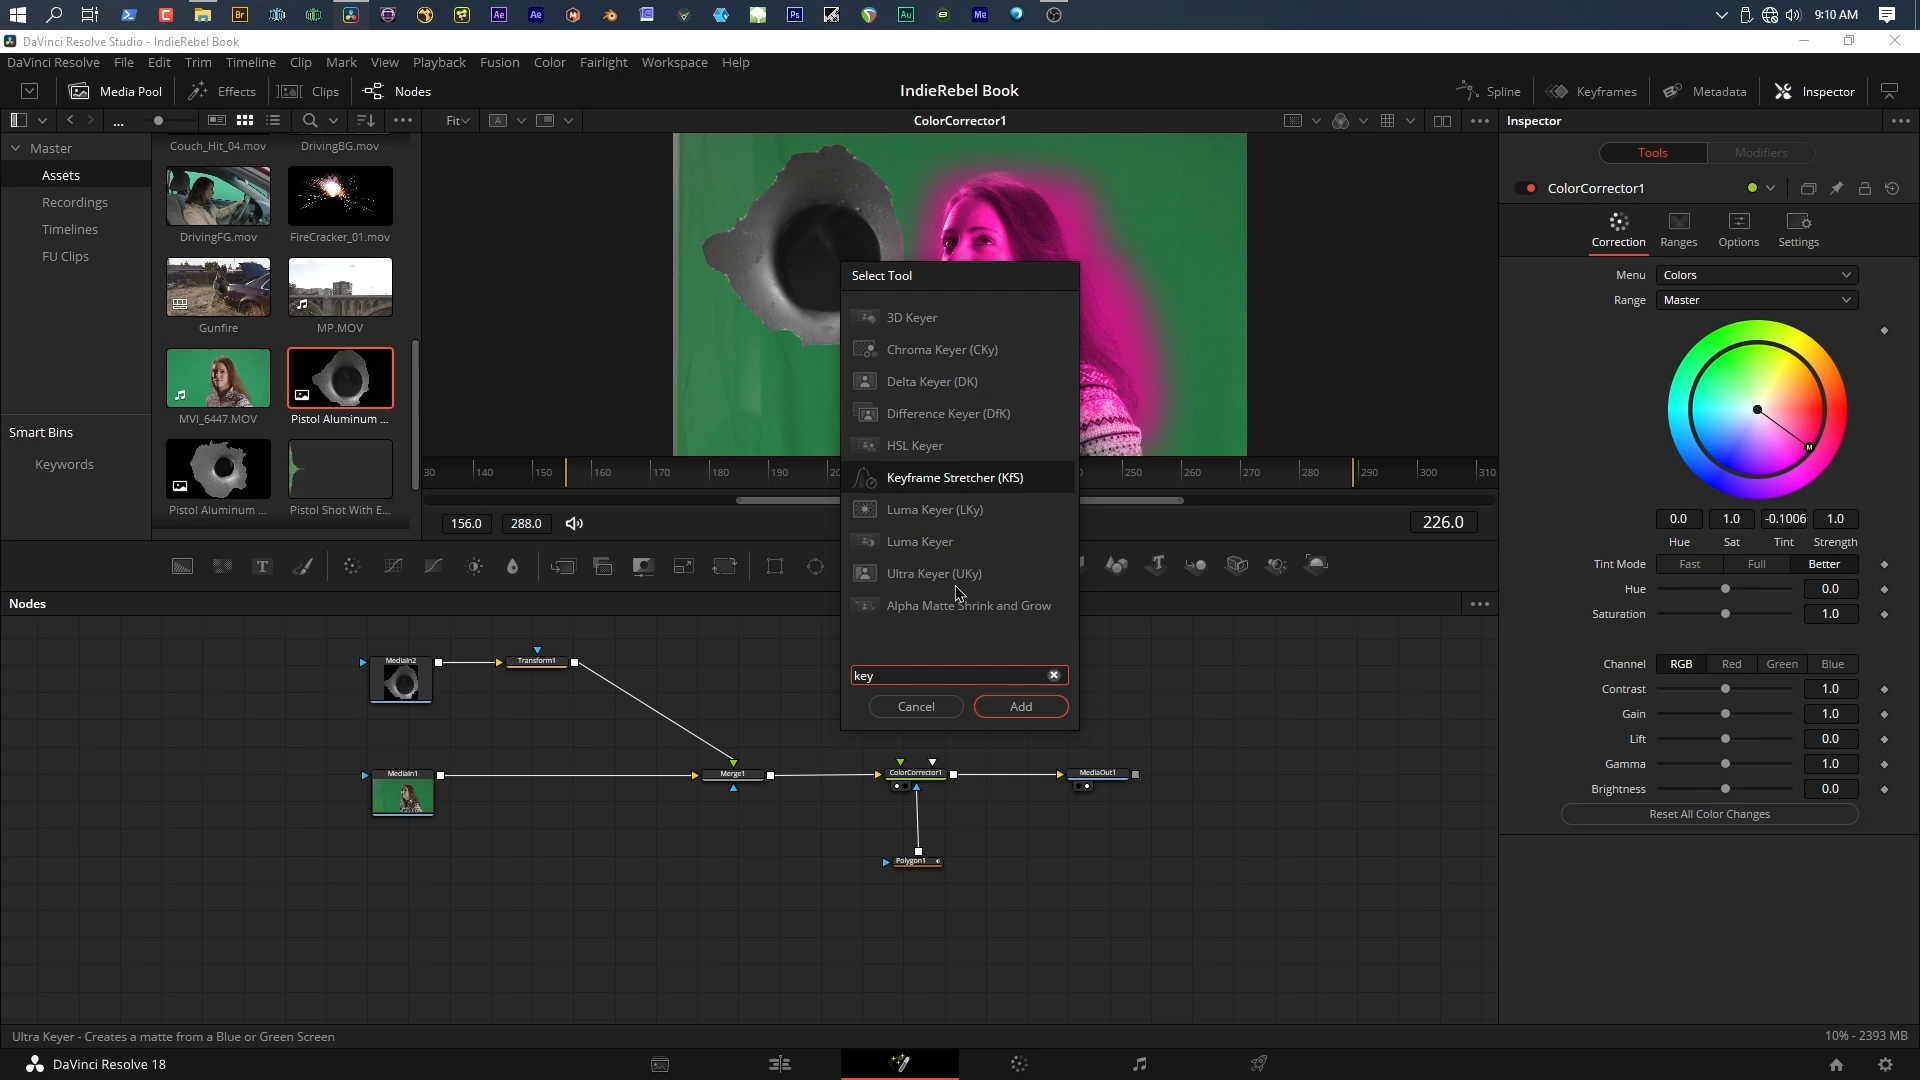 9:10 AM
DaVinci Resolve Studio - IndieRebel Book
DaVinci Resolve File Edit Trim Timeline Clip Mark View Playback Fusion Color Fairlight Workspace Help
Media Pool Effects Clips Nodes IndieRebel Book Spline Keyframes Metadata Inspector
... Fit ColorCorrector1 Inspector
Master
Assets
Recordings
Timelines
FU Clips
Smart Bins
Keywords
Couch_Hit_04.mov DrivingBG.mov
DrivingFG.mov FireCracker_01.mov
Gunfire MP.MOV
MVI_6447.MOV Pistol Aluminum ...
Pistol Aluminum ... Pistol Shot With E...
Select Tool
3D Keyer
Chroma Keyer (CKy)
Delta Keyer (DK)
Difference Keyer (DfK)
HSL Keyer
Keyframe Stretcher (KfS)
Luma Keyer (LKy)
Luma Keyer
Ultra Keyer (UKy)
Alpha Matte Shrink and Grow
key
Cancel Add
130 140 150 160 170 180 190 250 260 270 280 290 300 310
156.0 288.0 226.0
Tools Modifiers
ColorCorrector1
Correction Ranges Options Settings
Menu Colors
Range Master
M
0.0 1.0 -0.1006 1.0
Hue Sat Tint Strength
Tint Mode Fast Full Better
Hue 0.0
Saturation 1.0
Channel RGB Red Green Blue
Contrast 1.0
Gain 1.0
Lift 0.0
Gamma 1.0
Brightness 0.0
Reset All Color Changes
Nodes
MediaIn2 Transform1
MediaIn1 Merge1 ColorCorrector1 MediaOut1
Polygon1
Ultra Keyer - Creates a matte from a Blue or Green Screen 10% - 2393 MB
DaVinci Resolve 18